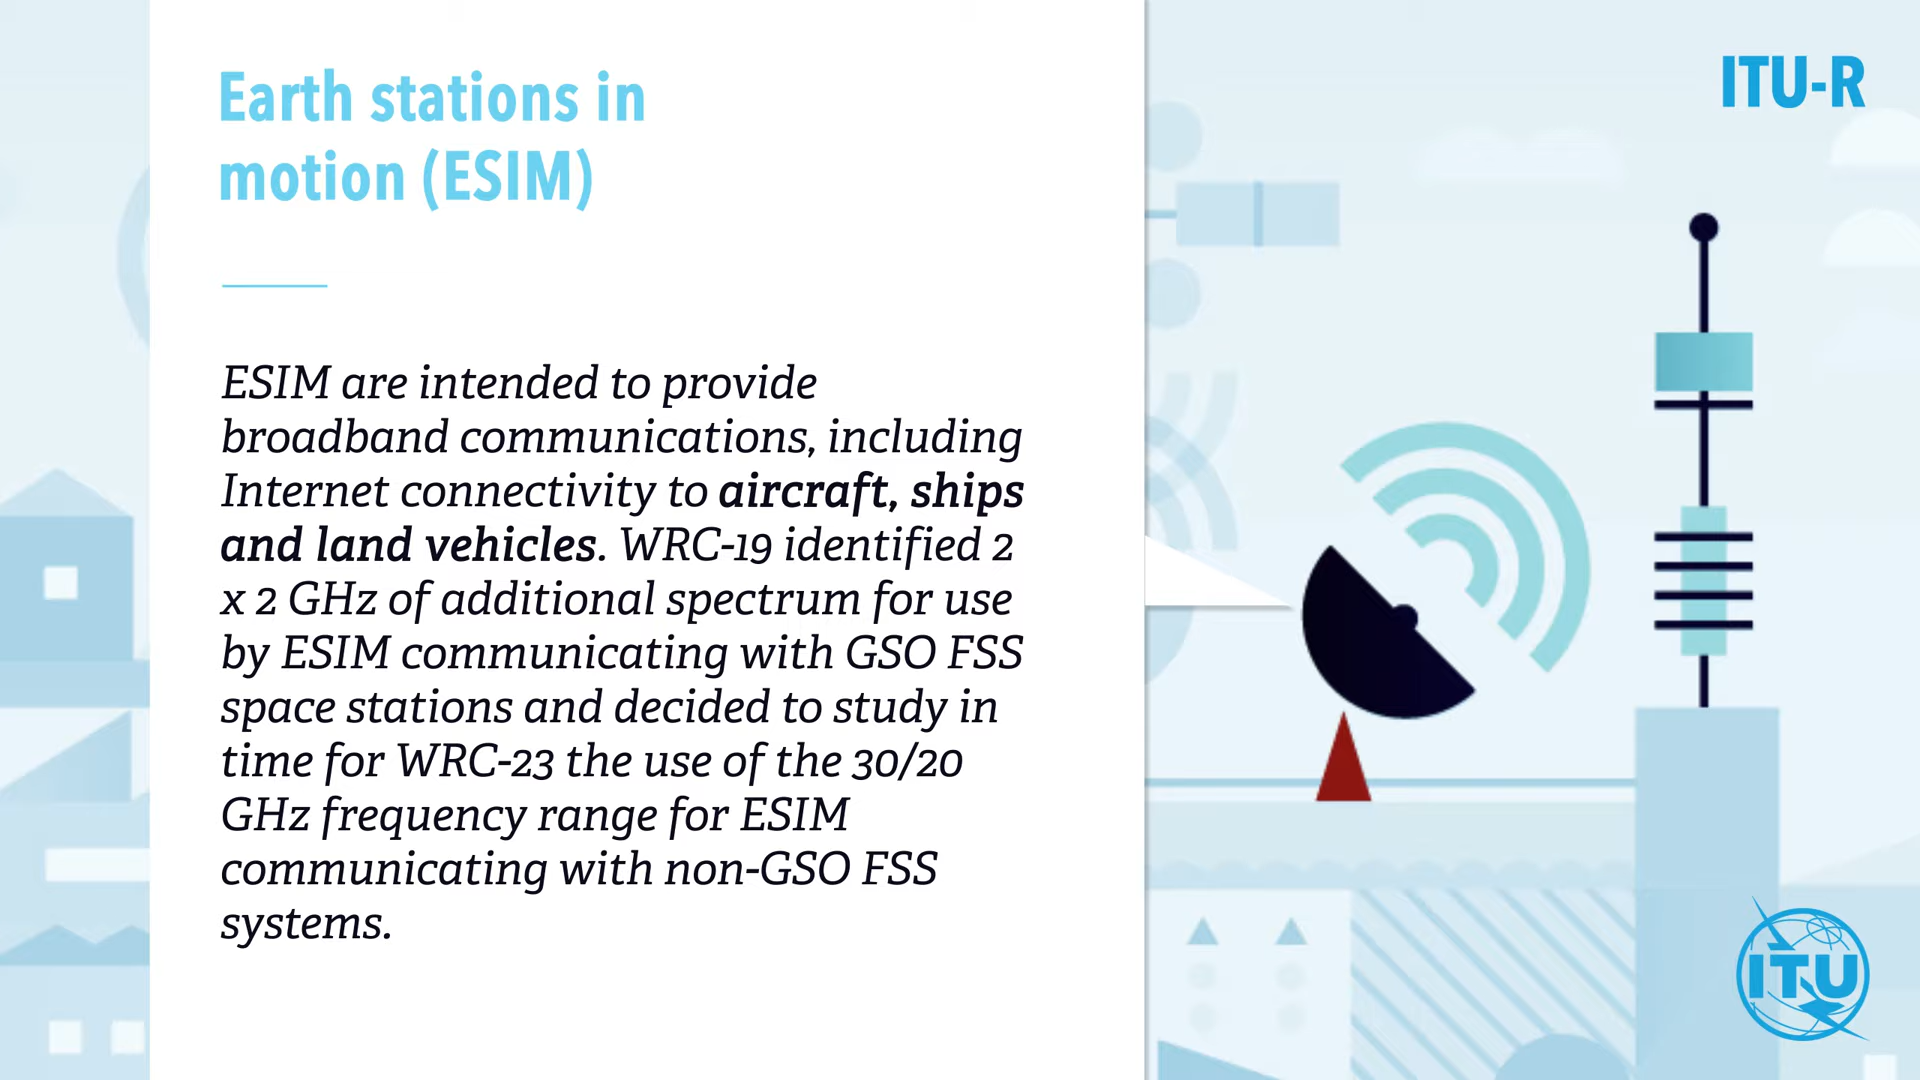 Earth stations in
motion (ESIM)
ITU-R
ESIM are intended to provide
broadband communications, including
Internet connectivity to aircraft, ships
and land vehicles. WRC-19 identified 2
x 2 GHz of additional spectrum for use
by ESIM communicating with GSO FSS
space stations and decided to study in
time for WRC-23 the use of the 30/20
GHz frequency range for ESIM
communicating with non-GSO FSS
systems.
ITU